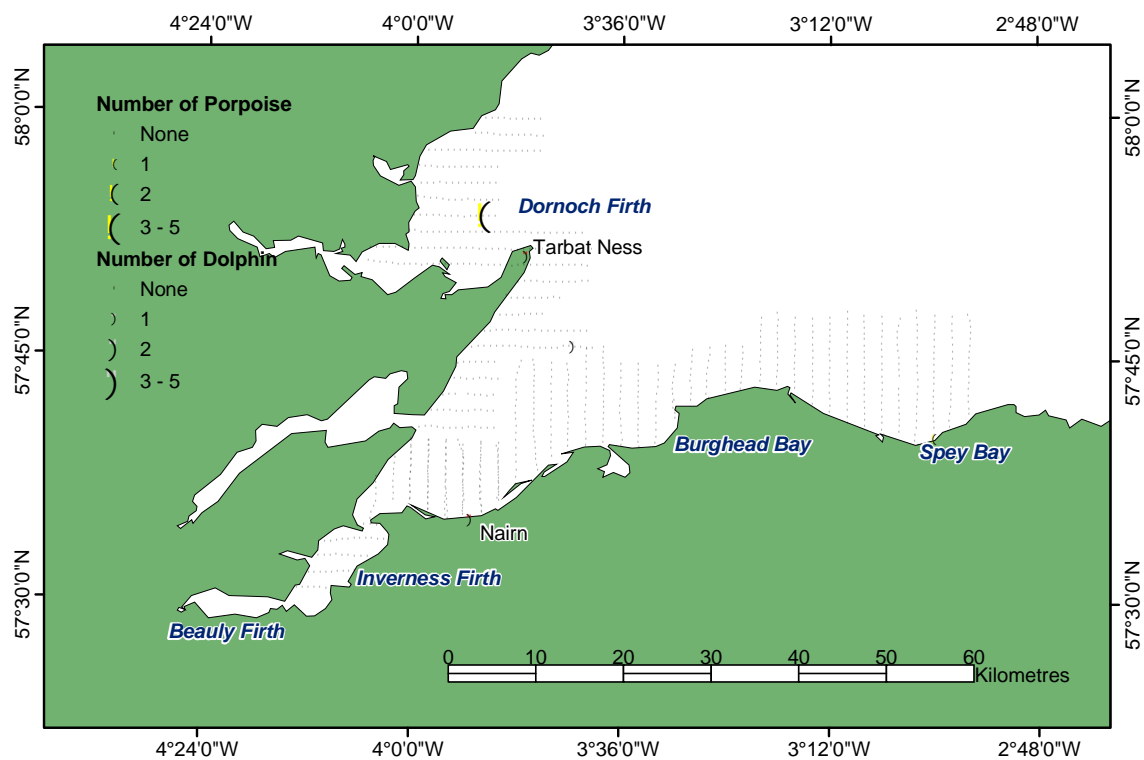 4°24'0"W 4°0'0"W 3°36'0"W 3°12'0"W 2°48'0"W
58°0'0"N
58°0'0"N
Number of Porpoise
None
1
2
3 - 5
Dornoch Firth
Tarbat Ness
Number of Dolphin
None
1
2
3 - 5
57°45'0"N
57°45'0"N
Burghead Bay
Spey Bay
Nairn
Inverness Firth
57°30'0"N
57°30'0"N
Beauly Firth
0 10 20 30 40 50 60
Kilometres
4°24'0"W 4°0'0"W 3°36'0"W 3°12'0"W 2°48'0"W